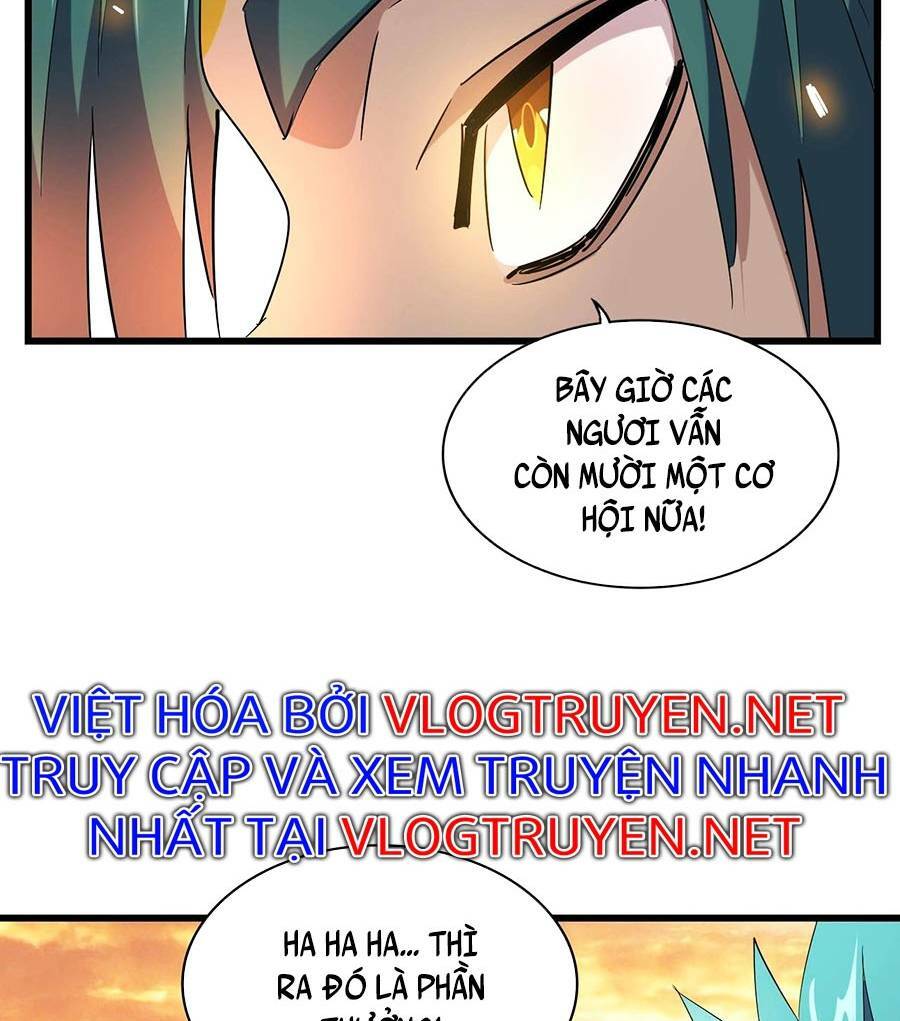 BÂY GIỜ CÁC
NGƯƠI VẪN
CÒN MƯỜI MỘT CƠ
HỘI NỮA!
VIỆT HÓA BỞI VLOGTRUYEN.NET
TRUY CẬP VÀ XEM TRUYỆN NHANH
NHẤT TẠI VLOGTRUYEN.NET
HA HA HA... THÌ
RA ĐÓ LÀ PHẦN